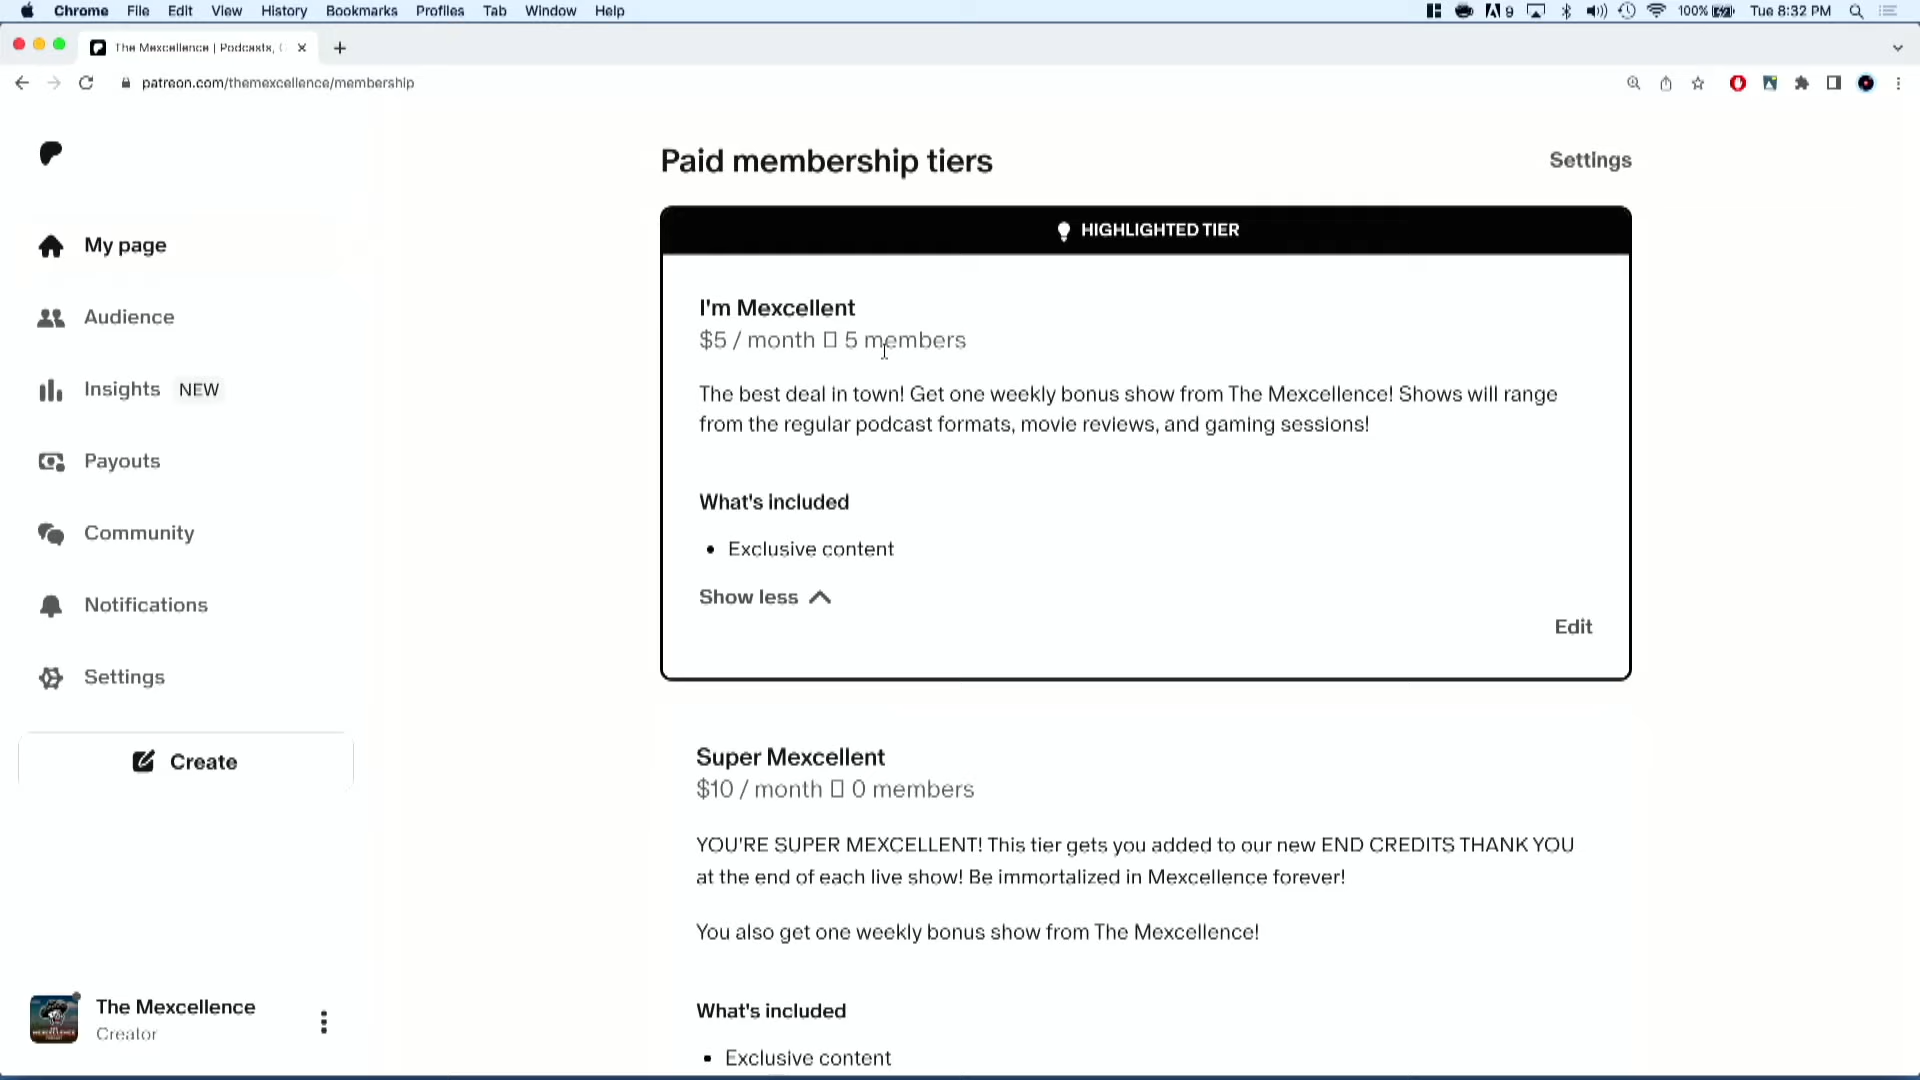 Chrome File Edit View History Bookmarks Profiles Tab Window Help
9 100% Tue 8:32 PM
The Mexcellence | Podcasts, (
patreon.com/themexcellence/membership
My page
Audience
Insights NEW
Payouts
Community
Notifications
Settings
Create
The Mexcellence
Creator
Paid membership tiers
Settings
HIGHLIGHTED TIER
I'm Mexcellent
$5 / month ▯ 5 members
The best deal in town! Get one weekly bonus show from The Mexcellence! Shows will range
from the regular podcast formats, movie reviews, and gaming sessions!
What's included
• Exclusive content
Show less
Edit
Super Mexcellent
$10 / month ▯ 0 members
YOU'RE SUPER MEXCELLENT! This tier gets you added to our new END CREDITS THANK YOU
at the end of each live show! Be immortalized in Mexcellence forever!
You also get one weekly bonus show from The Mexcellence!
What's included
• Exclusive content